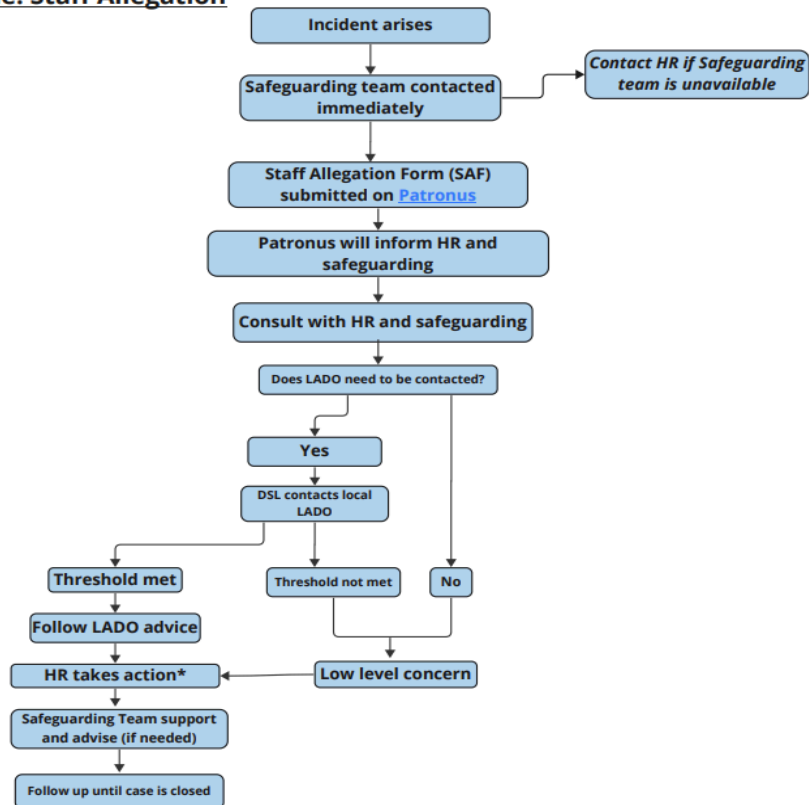 e: Staff Allegation
Incident arises
Contact HR if Safeguarding
team is unavailable
Safeguarding team contacted
immediately
Staff Allegation Form (SAF)
submitted on Patronus
Patronus will inform HR and
safeguarding
Consult with HR and safeguarding
Does LADO need to be contacted?
Yes
DSL contacts local
LADO
Threshold met
Threshold not met
No
Follow LADO advice
HR takes action*
Low level concern
Safeguarding Team support
and advise (if needed)
Follow up until case is closed